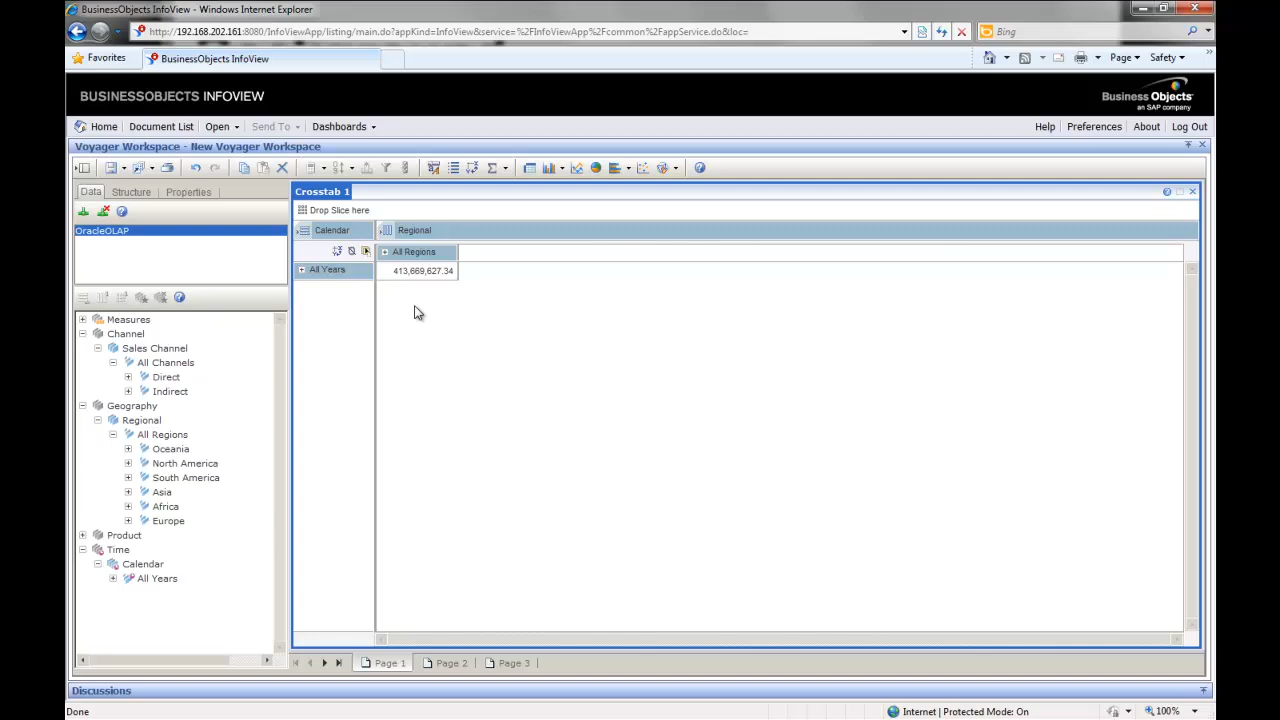 BusinessObjects InfoView - Windows Internet Explorer
http://192.168.202.161:8080/InfoViewApp/listing/main.do?appKind=InfoView&service=%2FInfoViewApp%2Fcommon%2FappService.do&loc=
Bing
Favorites
BusinessObjects InfoView
Page
Safety
BUSINESSOBJECTS INFOVIEW
Business Objects
an SAP company
Home
Document List
Open
Send To
Dashboards
Help
Preferences
About
Log Out
Voyager Workspace - New Voyager Workspace
Data
Structure
Properties
OracleOLAP
Measures
Channel
Sales Channel
All Channels
Direct
Indirect
Geography
Regional
All Regions
Oceania
North America
South America
Asia
Africa
Europe
Product
Time
Calendar
All Years
Crosstab 1
Drop Slice here
Calendar
Regional
All Regions
All Years
413,669,627.34
Page 1
Page 2
Page 3
Discussions
Done
Internet | Protected Mode: On
100%